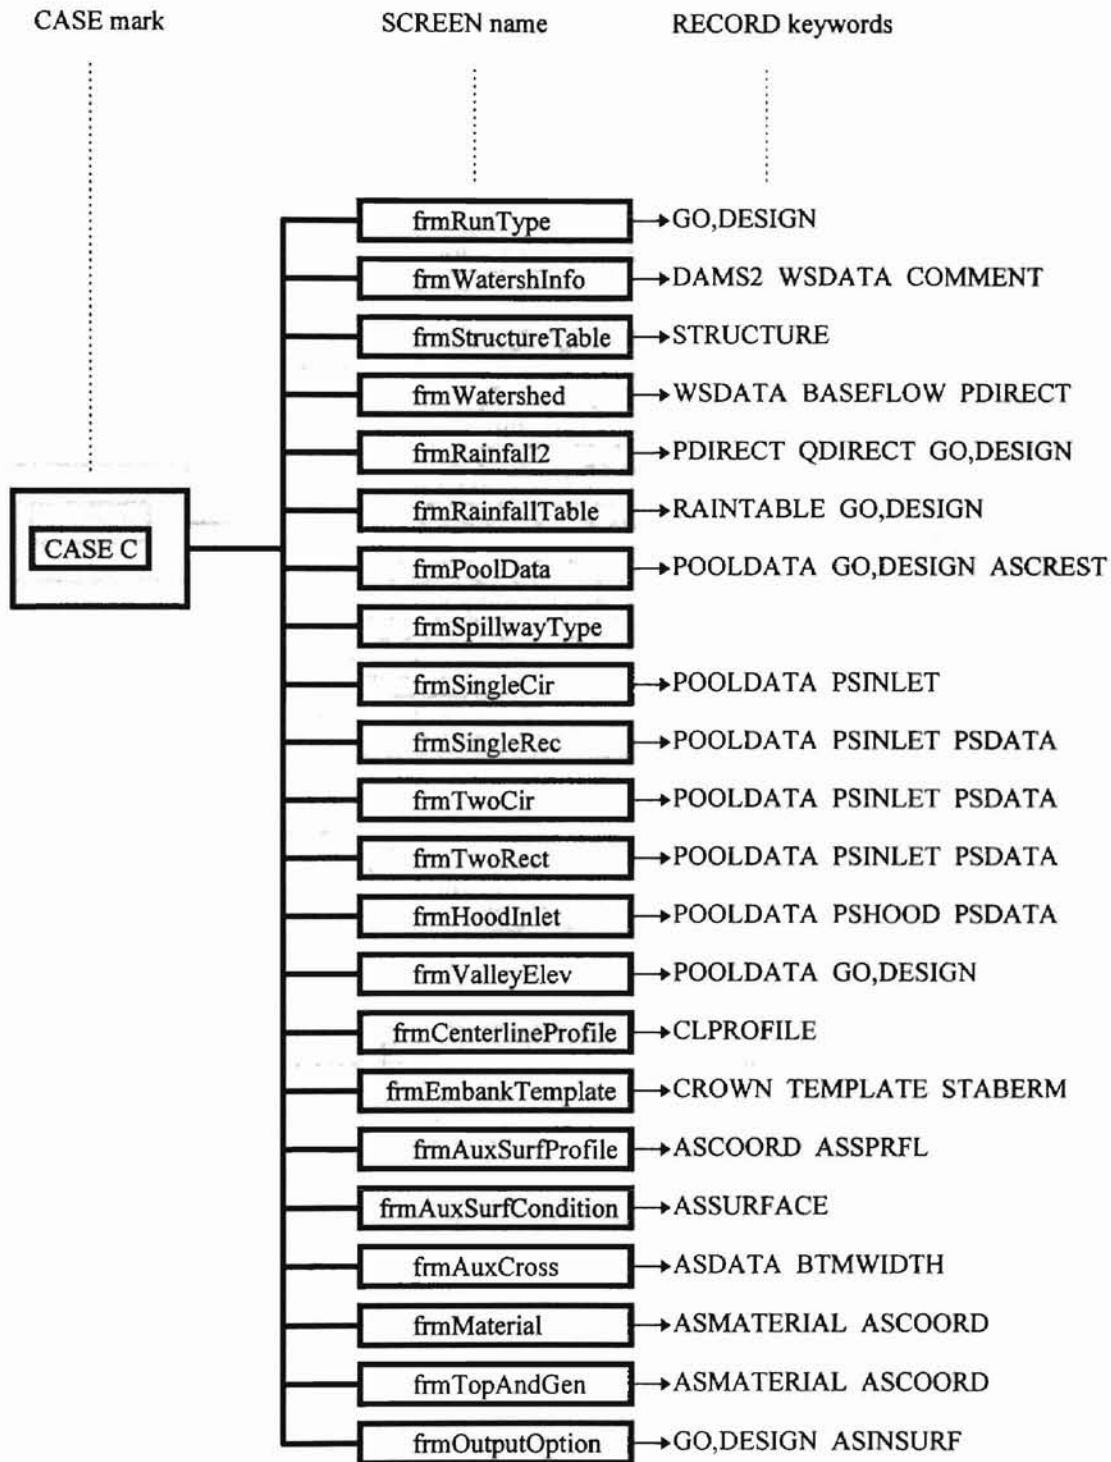 CASE mark SCREEN name RECORD keywords
frmRunType GO,DESIGN
frmWatershInfo DAMS2 WSDATA COMMENT
frmStructureTable STRUCTURE
frmWatershed WSDATA BASEFLOW PDIRECT
frmRainfall2 PDIRECT QDIRECT GO,DESIGN
frmRainfallTable RAINTABLE GO,DESIGN
CASE C
frmPoolData POOLDATA GO,DESIGN ASCREST
frmSpillwayType
frmSingleCir POOLDATA PSINLET
frmSingleRec POOLDATA PSINLET PSDATA
frmTwoCir POOLDATA PSINLET PSDATA
frmTwoRect POOLDATA PSINLET PSDATA
frmHoodInlet POOLDATA PSHOOD PSDATA
frmValleyElev POOLDATA GO,DESIGN
frmCenterlineProfile CLPROFILE
frmEmbankTemplate CROWN TEMPLATE STABERM
frmAuxSurfProfile ASCOORD ASSPRFL
frmAuxSurfCondition ASSURFACE
frmAuxCross ASDATA BTMWIDTH
frmMaterial ASMATERIAL ASCOORD
frmTopAndGen ASMATERIAL ASCOORD
frmOutputOption GO,DESIGN ASINSURF